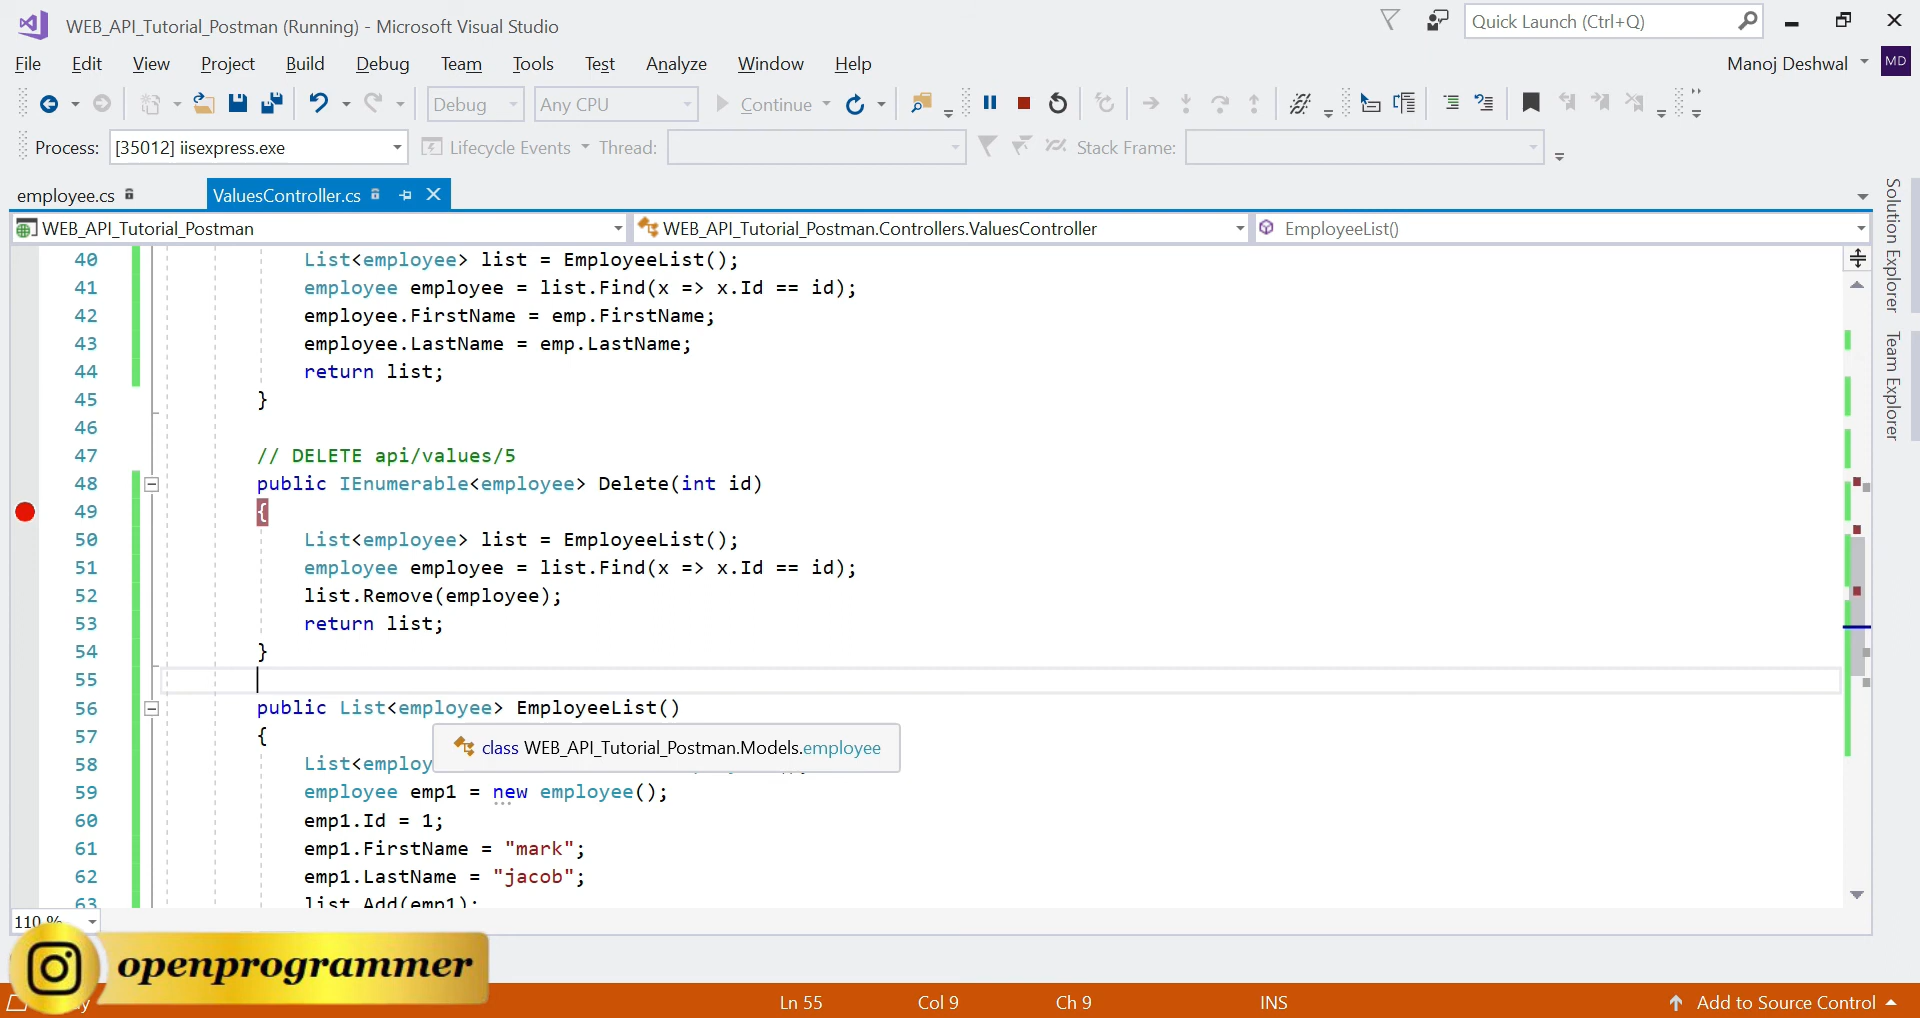 WEB_API_Tutorial_Postman (Running) - Microsoft Visual Studio
Quick Launch (Ctrl+Q)
File Edit View Project Build Debug Team Tools Test Analyze Window Help
Manoj Deshwal MD
Debug Any CPU Continue
Process: [35012] iisexpress.exe Lifecycle Events Thread: Stack Frame:
employee.cs ValuesController.cs
WEB_API_Tutorial_Postman WEB_API_Tutorial_Postman.Controllers.ValuesController EmployeeList()
Solution Explorer
Team Explorer
40 List<employee> list = EmployeeList();
41 employee employee = list.Find(x => x.Id == id);
42 employee.FirstName = emp.FirstName;
43 employee.LastName = emp.LastName;
44 return list;
45 }
46
47 // DELETE api/values/5
48 public IEnumerable<employee> Delete(int id)
49 {
50 List<employee> list = EmployeeList();
51 employee employee = list.Find(x => x.Id == id);
52 list.Remove(employee);
53 return list;
54 }
55
56 public List<employee> EmployeeList()
57 {
class WEB_API_Tutorial_Postman.Models.employee
58 List<employ
59 employee emp1 = new employee();
60 emp1.Id = 1;
61 emp1.FirstName = "mark";
62 emp1.LastName = "jacob";
63 list.Add(emp1);
110 %
openprogrammer
Ln 55 Col 9 Ch 9 INS Add to Source Control